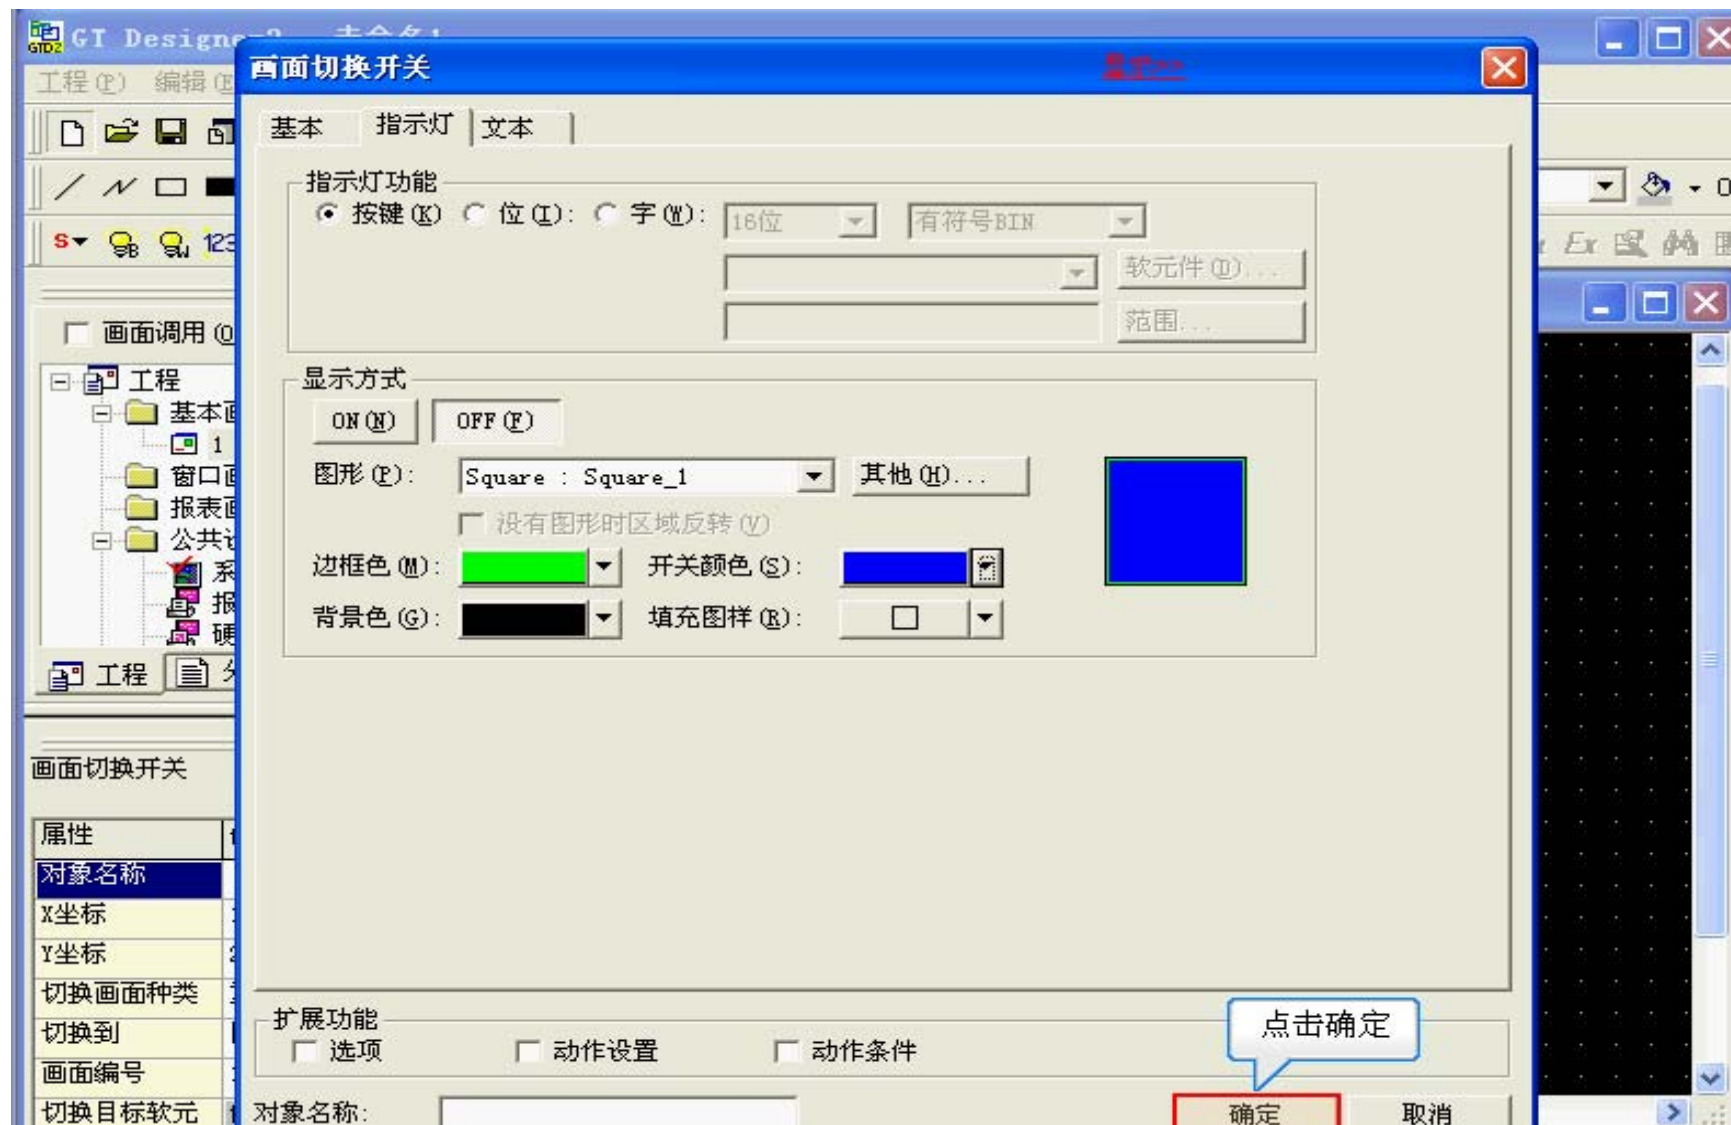 GT Designer2
工程(P) 编辑(E
画面切换开关
基本 指示灯 文本
指示灯功能
按键(K) 位(I): 字(W): 16位 有符号BIN
软元件(D)...
范围...
123
画面调用(0
工程
基本画
1
窗口画
报表画
公共设
系
报
硬
工程
显示方式
ON(N) OFF(F)
图形(P): Square : Square_1 其他(H)...
没有图形时区域反转(V)
边框色(M): 开关颜色(S):
背景色(G): 填充图样(R):
画面切换开关
属性
对象名称
X坐标
Y坐标
切换画面种类
切换到
画面编号
切换目标软元
扩展功能
选项 动作设置 动作条件
点击确定
对象名称: 确定 取消